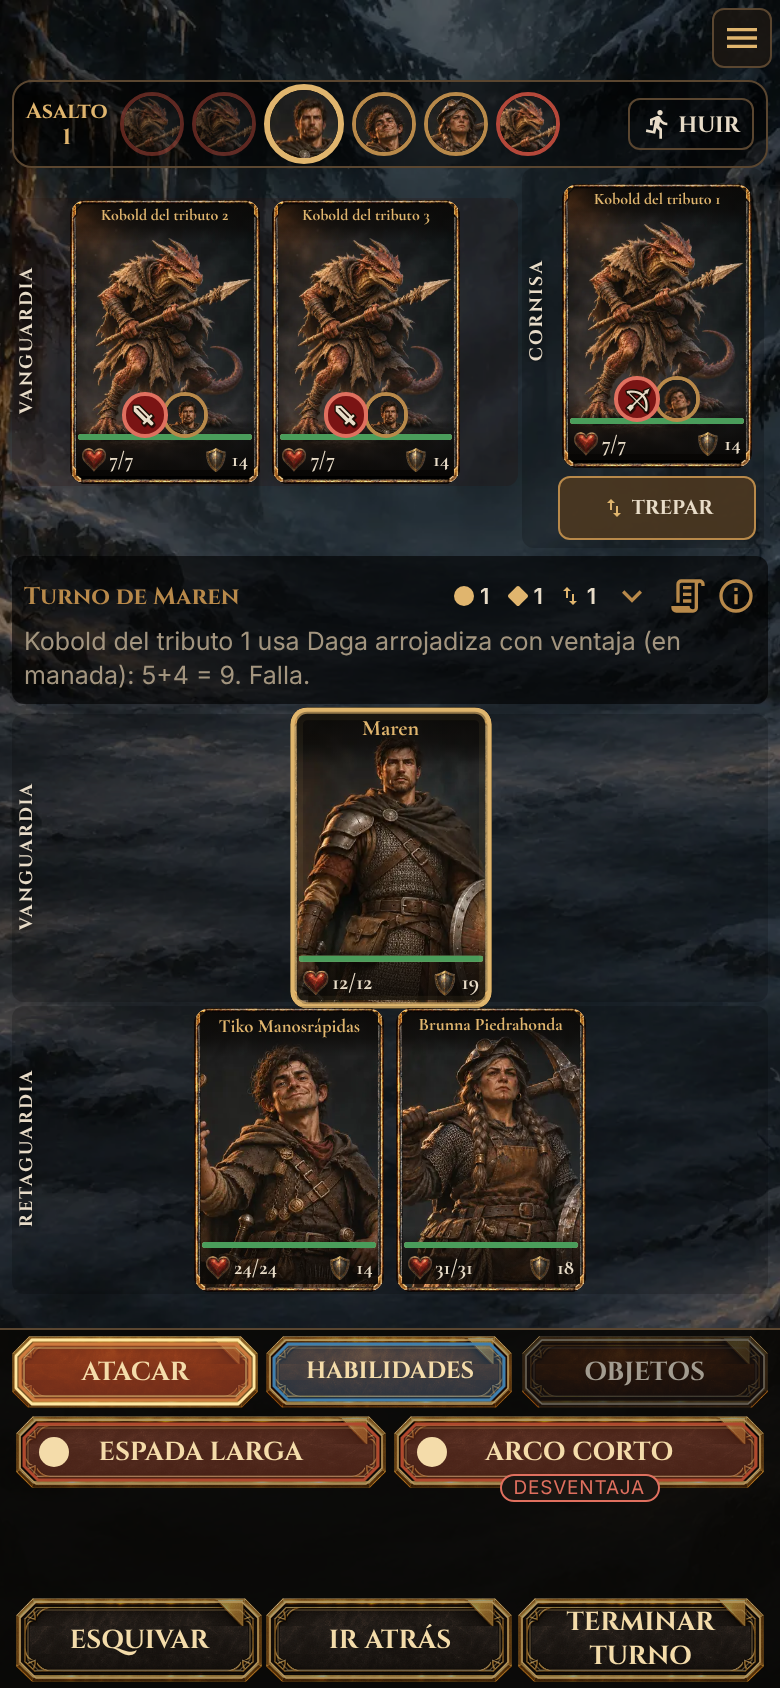 ASALTO
1
HUIR
Kobold del tributo 2
Kobold del tributo 3
Kobold del tributo 1
VANGUARDIA
CORNISA
7/7
14
7/7
14
7/7
14
TREPAR
TURNO DE MAREN
1
1
1
Kobold del tributo 1 usa Daga arrojadiza con ventaja (en
manada): 5+4 = 9. Falla.
VANGUARDIA
Maren
12/12
19
RETAGUARDIA
Tiko Manosrápidas
Brunna Piedrahonda
24/24
14
31/31
18
ATACAR
HABILIDADES
OBJETOS
ESPADA LARGA
ARCO CORTO
DESVENTAJA
ESQUIVAR
IR ATRÁS
TERMINAR
TURNO